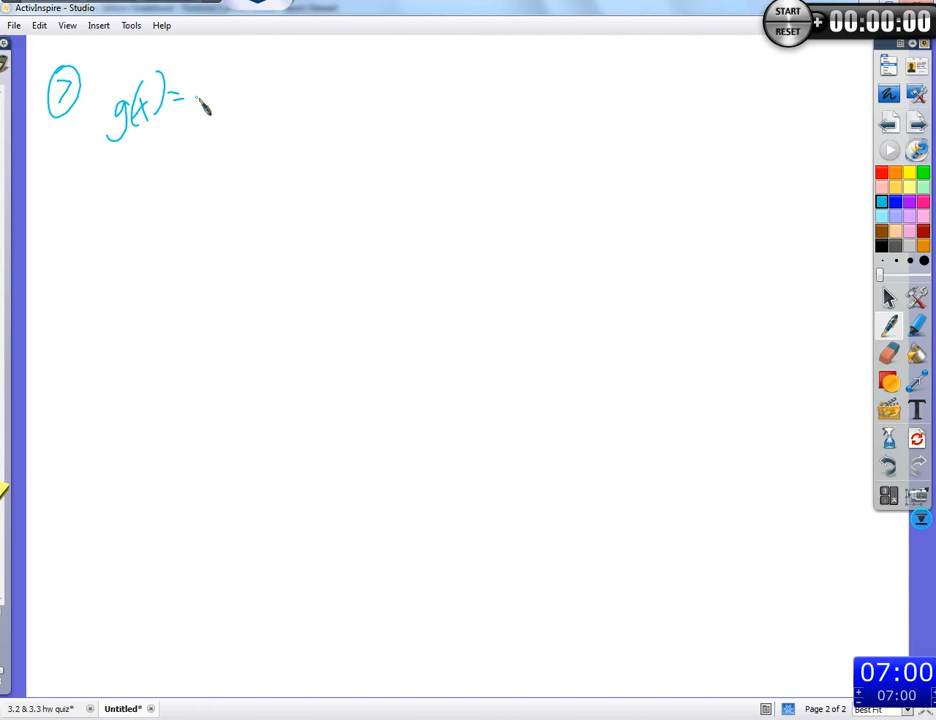 ActivInspire - Studio
START
RESET
+ 00:00:00
File Edit View Insert Tools Help
7 g(x) =
T
07:00
+ 07:00
3.2 & 3.3 hw quiz* Untitled* Page 2 of 2 Best Fit